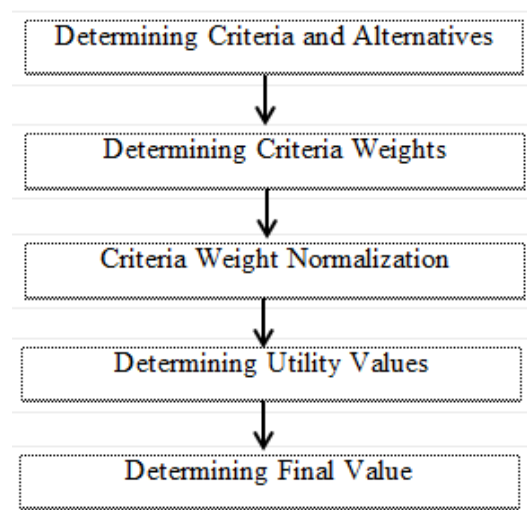 Determining Criteria and Alternatives
Determining Criteria Weights
Criteria Weight Normalization
Determining Utility Values
Determining Final Value